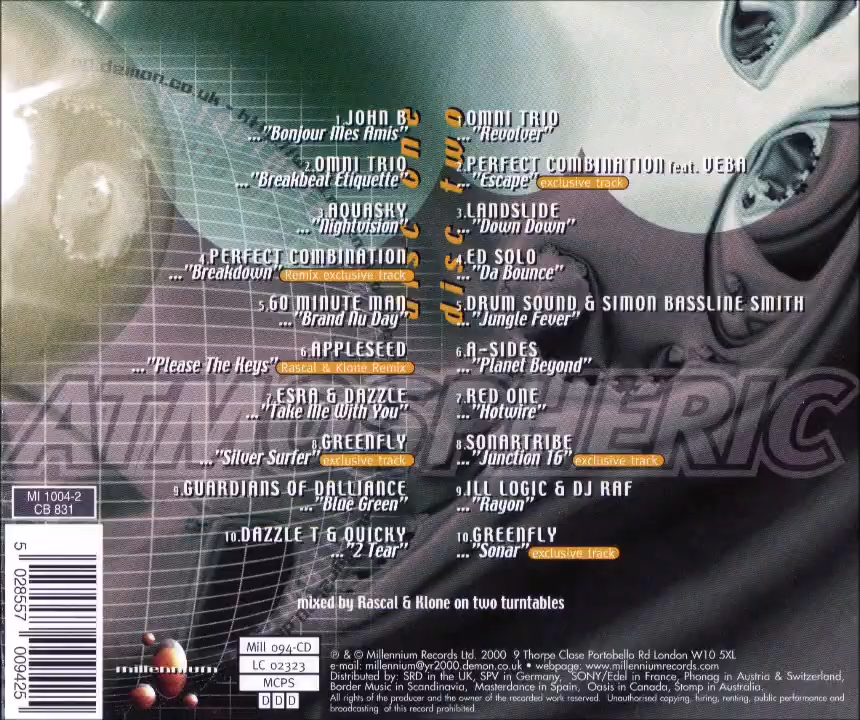 on.demon.co.uk - ht
disc one
1.JOHN B
..."Bonjour Mes Amis"
2.OMNI TRIO
..."Breakbeat Etiquette"
3.AQUASKY
..."Nightvision"
4.PERFECT COMBINATION
..."Breakdown" Remix exclusive track
5.60 MINUTE MAN
..."Brand Nu Day"
6.APPLESEED
..."Please The Keys" Rascal & Klone Remix
7.ESRA & DAZZLE
..."Take Me With You"
8.GREENFLY
..."Silver Surfer" exclusive track
9.GUARDIANS OF DALLIANCE
..."Blue Green"
10.DAZZLE T & QUICKY
..."2 Tear"
disc two
1.OMNI TRIO
..."Revolver"
2.PERFECT COMBINATION feat. VEBA
..."Escape" exclusive track
3.LANDSLIDE
..."Down Down"
4.ED SOLO
..."Da Bounce"
5.DRUM SOUND & SIMON BASSLINE SMITH
..."Jungle Fever"
6.A-SIDES
..."Planet Beyond"
7.RED ONE
..."Hotwire"
8.SONARTRIBE
..."Junction 16" exclusive track
9.ILL LOGIC & DJ RAF
..."Rayon"
10.GREENFLY
..."Sonar" exclusive track
ATMOSPHERIC
MI 1004-2
CB 831
5 028557 009425
mixed by Rascal & Klone on two turntables
millennium
Mill 094-CD
LC 02323
MCPS
DDD
℗ & © Millennium Records Ltd. 2000 9 Thorpe Close Portobello Rd London W10 5XL
e-mail: millennium@yr2000.demon.co.uk • webpage: www.millenniumrecords.com
Distributed by: SRD in the UK, SPV in Germany, SONY/Edel in France, Phonag in Austria & Switzerland,
Border Music in Scandinavia, Masterdance in Spain, Oasis in Canada, Stomp in Australia.
All rights of the producer and the owner of the recorded work reserved. Unauthorised copying, hiring, renting, public performance and
broadcasting of this record prohibited.